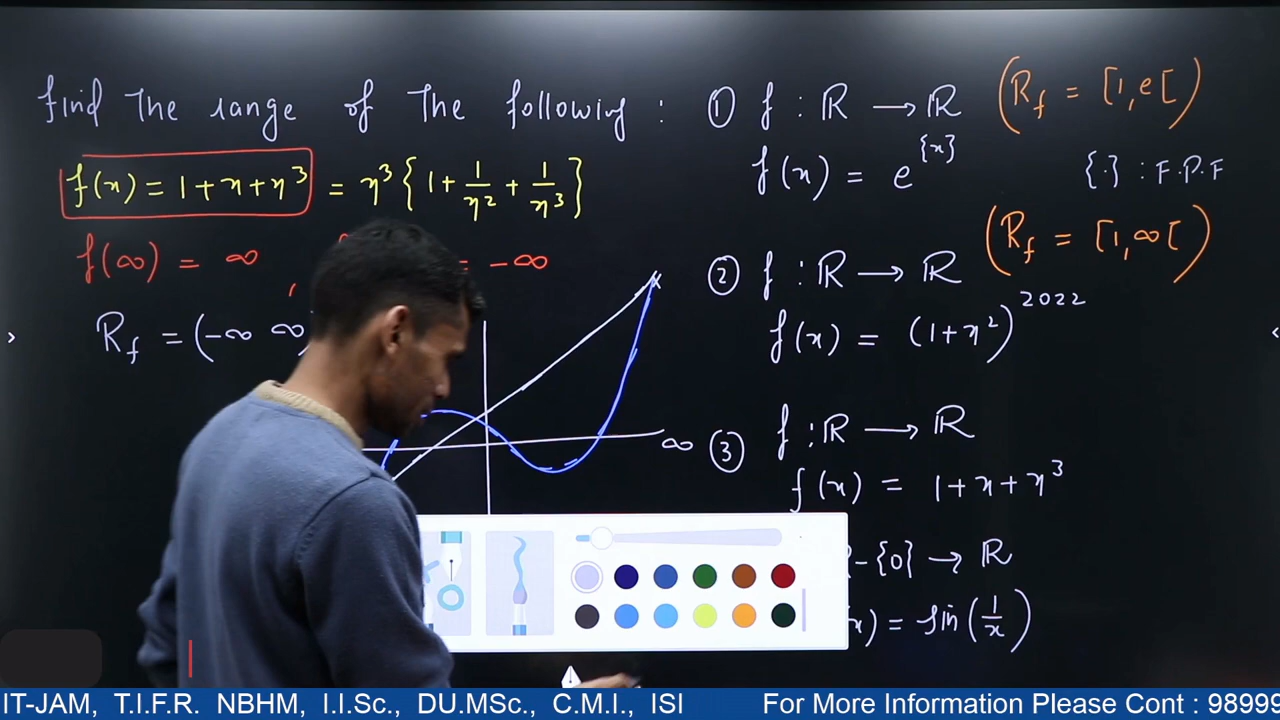 find The range of The following :
f(x) = 1+x+x³ = x³{1+1/x²+1/x³}
f(∞) = ∞ , = -∞
R_f = (-∞ ∞)
∞
① f : ℝ → ℝ (R_f = [1,e[)
f(x) = e^{x} {·} : F.P.F
② f : ℝ → ℝ (R_f = [1,∞[)
f(x) = (1+x²)^2022
③ f : ℝ → ℝ
f(x) = 1+x+x³
-{0} → ℝ
x) = sin(1/x)
IT-JAM, T.I.F.R. NBHM, I.I.Sc., DU.MSc., C.M.I., ISI For More Information Please Cont : 98999